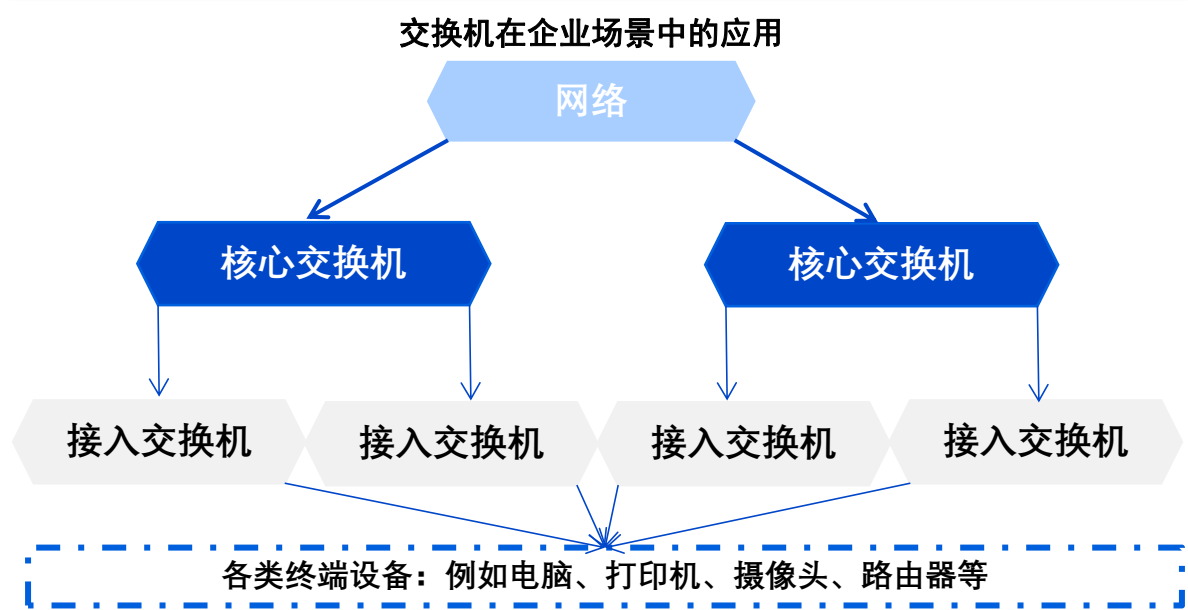 交换机在企业场景中的应用
网络
核心交换机
核心交换机
接入交换机
接入交换机
接入交换机
接入交换机
各类终端设备：例如电脑、打印机、摄像头、路由器等